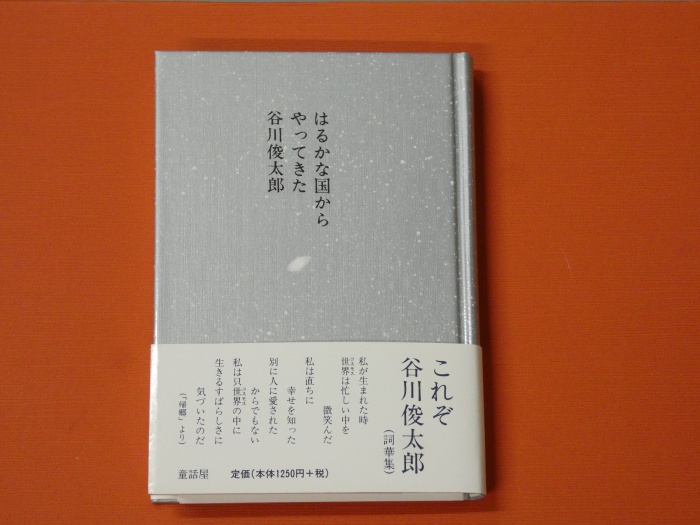 はるかな国から
やってきた
谷川俊太郎
これぞ
谷川俊太郎
(詞華集)
私が生まれた時
世界は忙しい中を
微笑んだ
私は直ちに
幸せを知った
別に人に愛された
からでもない
私は只世界の中に
生きるすばらしさに
気づいたのだ
(「帰郷」より)
童話屋
定価(本体1250円+税)